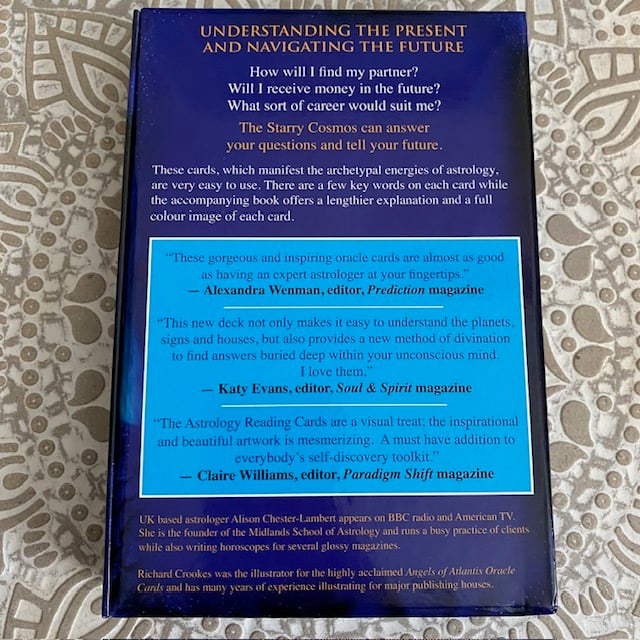 UNDERSTANDING THE PRESENT
AND NAVIGATING THE FUTURE
How will I find my partner?
Will I receive money in the future?
What sort of career would suit me?
The Starry Cosmos can answer
your questions and tell your future.
These cards, which manifest the archetypal energies of astrology,
are very easy to use. There are a few key words on each card while
the accompanying book offers a lengthier explanation and a full
colour image of each card.
“These gorgeous and inspiring oracle cards are almost as good
as having an expert astrologer at your fingertips.”
— Alexandra Wenman, editor, Prediction magazine
“This new deck not only makes it easy to understand the planets,
signs and houses, but also provides a new method of divination
to find answers buried deep within your unconscious mind.
I love them.”
— Katy Evans, editor, Soul & Spirit magazine
“The Astrology Reading Cards are a visual treat; the inspirational
and beautiful artwork is mesmerizing. A must have addition to
everybody’s self-discovery toolkit.”
— Claire Williams, editor, Paradigm Shift magazine
UK based astrologer Alison Chester-Lambert appears on BBC radio and American TV.
She is the founder of the Midlands School of Astrology and runs a busy practice of clients
while also writing horoscopes for several glossy magazines.
Richard Crookes was the illustrator for the highly acclaimed Angels of Atlantis Oracle
Cards and has many years of experience illustrating for major publishing houses.